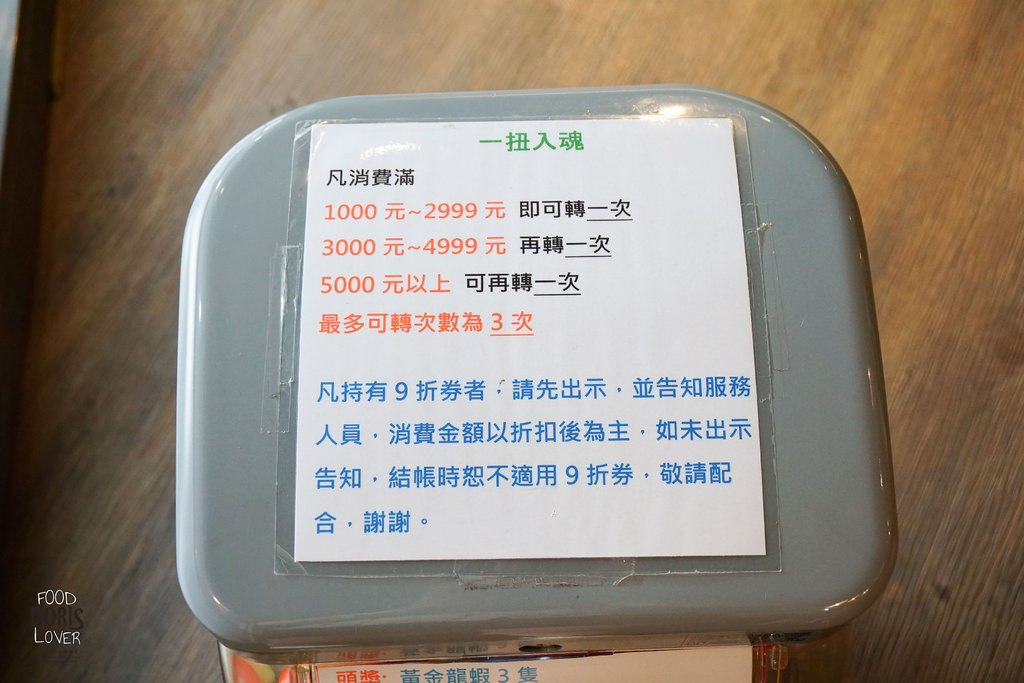 一扭入魂
凡消費滿
1000 元~2999 元 即可轉一次
3000 元~4999 元 再轉一次
5000 元以上 可再轉一次
最多可轉次數為 3 次
凡持有 9 折券者，請先出示，並告知服務
人員，消費金額以折扣後為主，如未出示
告知，結帳時恕不適用 9 折券，敬請配
合，謝謝。
頭獎: 黃金龍蝦 3 隻
FOOD
LOVER